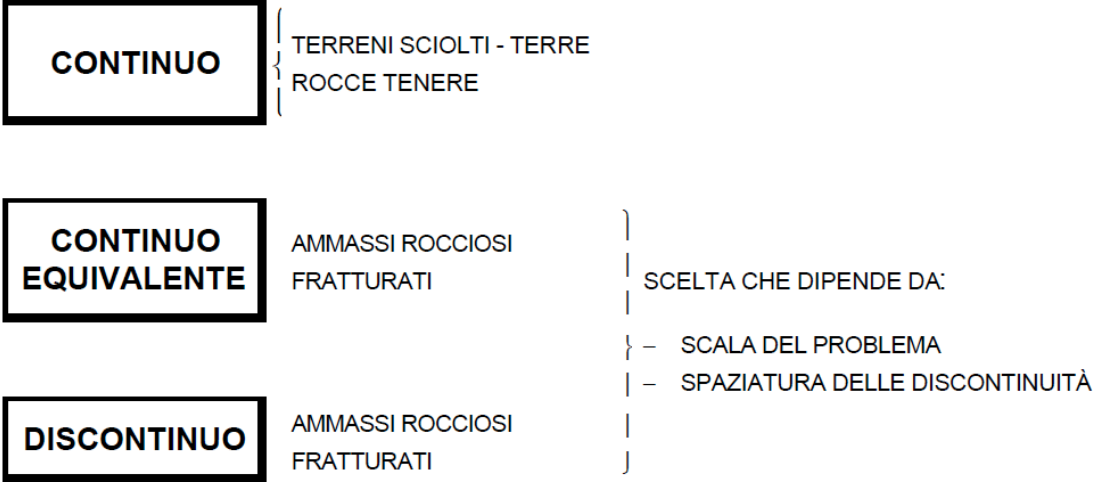 CONTINUO
TERRENI SCIOLTI - TERRE
ROCCE TENERE
CONTINUO
EQUIVALENTE
AMMASSI ROCCIOSI
FRATTURATI
SCELTA CHE DIPENDE DA:
– SCALA DEL PROBLEMA
– SPAZIATURA DELLE DISCONTINUITÀ
DISCONTINUO
AMMASSI ROCCIOSI
FRATTURATI